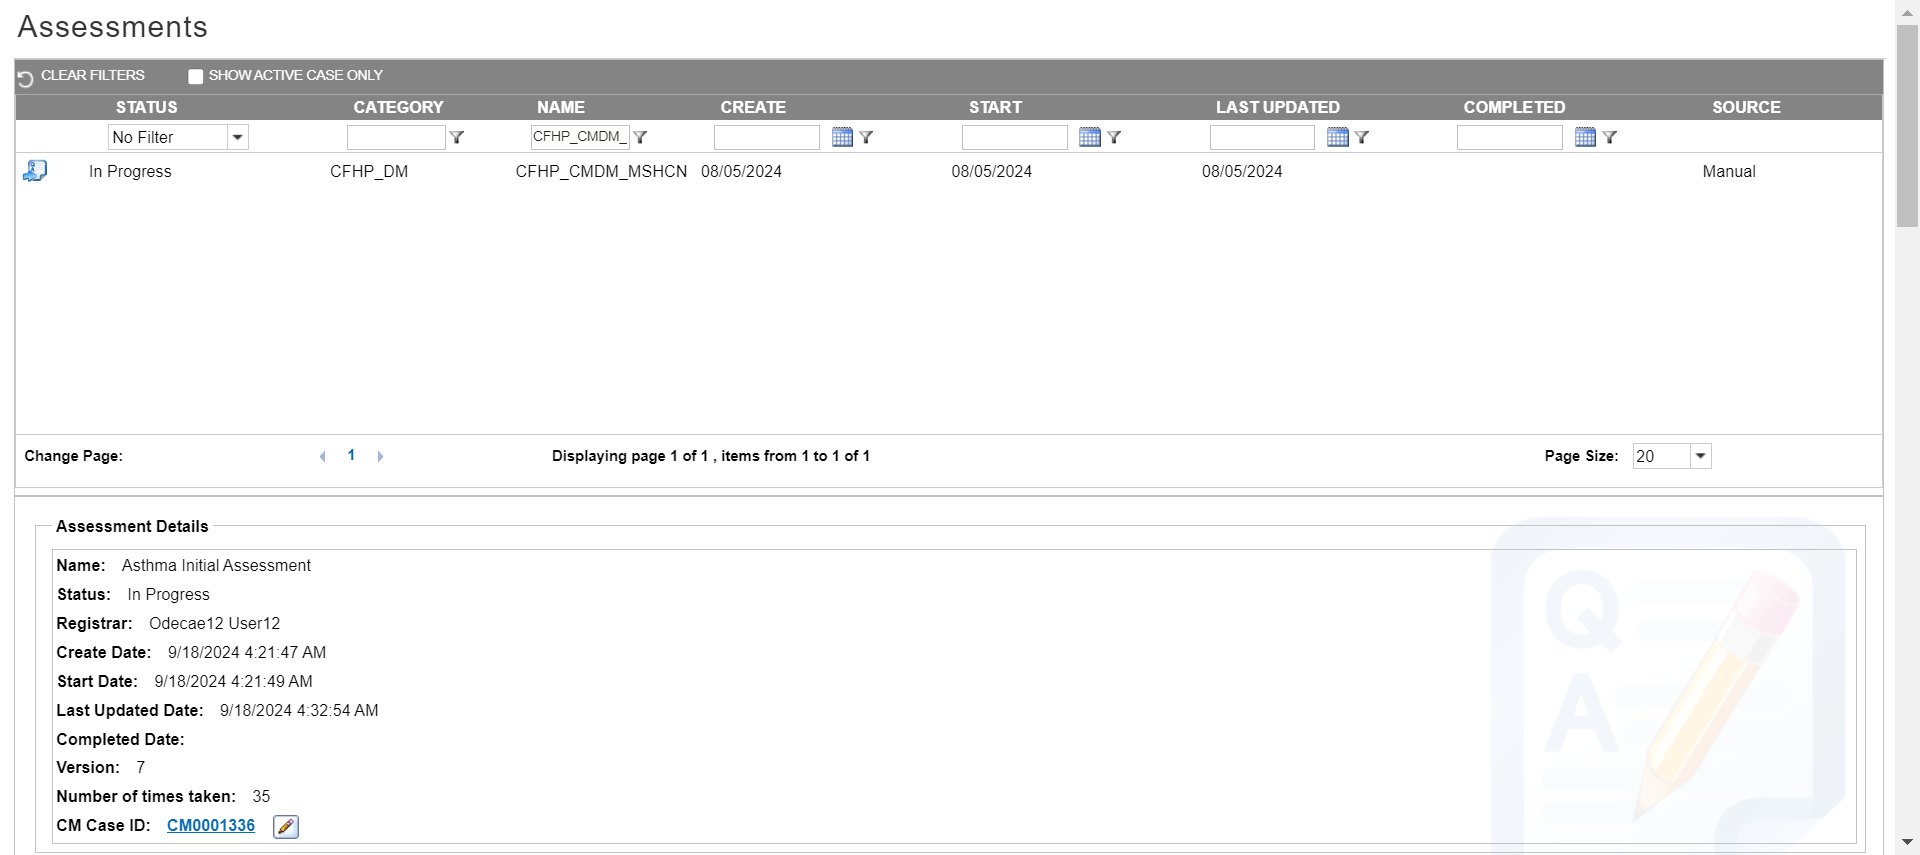 Assessments
CLEAR FILTERS SHOW ACTIVE CASE ONLY
STATUS CATEGORY NAME CREATE START LAST UPDATED COMPLETED SOURCE
No Filter CFHP_CMDM_
In Progress CFHP_DM CFHP_CMDM_MSHCN 08/05/2024 08/05/2024 08/05/2024 Manual
Change Page: 1 Displaying page 1 of 1 , items from 1 to 1 of 1 Page Size: 20
Assessment Details
Name: Asthma Initial Assessment
Status: In Progress
Registrar: Odecae12 User12
Create Date: 9/18/2024 4:21:47 AM
Start Date: 9/18/2024 4:21:49 AM
Last Updated Date: 9/18/2024 4:32:54 AM
Completed Date:
Version: 7
Number of times taken: 35
CM Case ID: CM0001336
Q
A